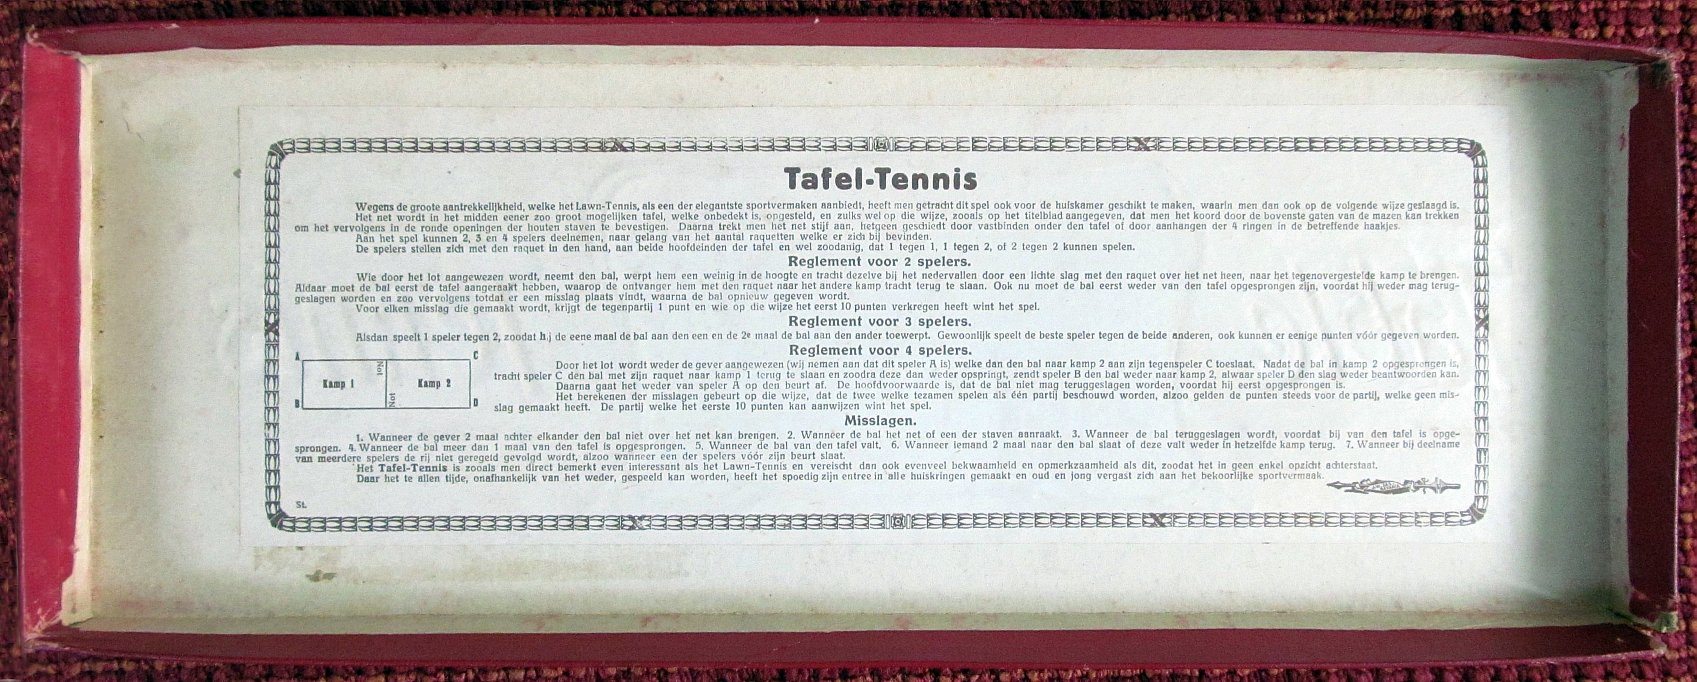 Tafel-Tennis
Wegens de groote aantrekkelijkheid, welke het Lawn-Tennis, als een der elegantste sportvermaken aanbiedt, heeft men getracht dit spel ook voor de huiskamer geschikt te maken, waarin men dan ook op de volgende wijze geslaagd is.
Het net wordt in het midden eener zoo groot mogelijken tafel, welke onbedekt is, opgesteld, en zulks wel op die wijze, zooals op het titelblad aangegeven, dat men het koord door de bovenste gaten van de mazen kan trekken
om het vervolgens in de ronde openingen der houten staven te bevestigen. Daarna trekt men het net stijf aan, hetgeen geschiedt door vastbinden onder den tafel of door aanhangen der 4 ringen in de betreffende haakjes.
Aan het spel kunnen 2, 3 en 4 spelers deelnemen, naar gelang van het aantal raquetten welke er zich bij bevinden.
De spelers stellen zich met den raquet in den hand, aan beide hoofdeinden der tafel en wel zoodanig, dat 1 tegen 1, 1 tegen 2, of 2 tegen 2 kunnen spelen.
Reglement voor 2 spelers.
Wie door het lot aangewezen wordt, neemt den bal, werpt hem een weinig in de hoogte en tracht dezelve bij het nedervallen door een lichte slag met den raquet over het net heen, naar het tegenovergestelde kamp te brengen.
Aldaar moet de bal eerst de tafel aangeraakt hebben, waarop de ontvanger hem met den raquet naar het andere kamp tracht terug te slaan. Ook nu moet de bal eerst weder van den tafel opgesprongen zijn, voordat hij weder mag terug-
geslagen worden en zoo vervolgens totdat er een misslag plaats vindt, waarna de bal opnieuw gegeven wordt.
Voor elken misslag die gemaakt wordt, krijgt de tegenpartij 1 punt en wie op die wijze het eerst 10 punten verkregen heeft wint het spel.
Reglement voor 3 spelers.
Alsdan speelt 1 speler tegen 2, zoodat hij de eene maal de bal aan den een en de 2e maal de bal aan den ander toewerpt. Gewoonlijk speelt de beste speler tegen de beide anderen, ook kunnen er eenige punten vóór gegeven worden.
Reglement voor 4 spelers.
A C
Kamp 1 Net Kamp 2
B Net D
Door het lot wordt weder de gever aangewezen (wij nemen aan dat dit speler A is) welke dan den bal naar kamp 2 aan zijn tegenspeler C toeslaat. Nadat de bal in kamp 2 opgesprongen is,
tracht speler C den bal met zijn raquet naar kamp 1 terug te slaan en zoodra deze dan weder opspringt, zendt speler B den bal weder naar kamp 2, alwaar speler D den slag weder beantwoorden kan.
Daarna gaat het weder van speler A op den beurt af. De hoofdvoorwaarde is, dat de bal niet mag teruggeslagen worden, voordat hij eerst opgesprongen is.
Het berekenen der misslagen gebeurt op die wijze, dat de twee welke tezamen spelen als één partij beschouwd worden, alzoo gelden de punten steeds voor de partij, welke geen mis-
slag gemaakt heeft. De partij welke het eerste 10 punten kan aanwijzen wint het spel.
Misslagen.
1. Wanneer de gever 2 maal achter elkander den bal niet over het net kan brengen. 2. Wanneer de bal het net of een der staven aanraakt. 3. Wanneer de bal teruggeslagen wordt, voordat bij van den tafel is opge-
sprongen. 4. Wanneer de bal meer dan 1 maal van den tafel is opgesprongen. 5. Wanneer de bal van den tafel valt. 6. Wanneer iemand 2 maal naar den bal slaat of deze valt weder in hetzelfde kamp terug. 7. Wanneer bij deelname
van meerdere spelers de rij niet geregeld gevolgd wordt, alzoo wanneer een der spelers vóór zijn beurt slaat.
Het Tafel-Tennis is zooals men direct bemerkt even interessant als het Lawn-Tennis en vereischt dan ook evenveel bekwaamheid en opmerkzaamheid als dit, zoodat het in geen enkel opzicht achterstaat.
Daar het te allen tijde, onafhankelijk van het weder, gespeeld kan worden, heeft het spoedig zijn entree in alle huiskringen gemaakt en oud en jong vergast zich aan het bekoorlijke sportvermaak.
St.